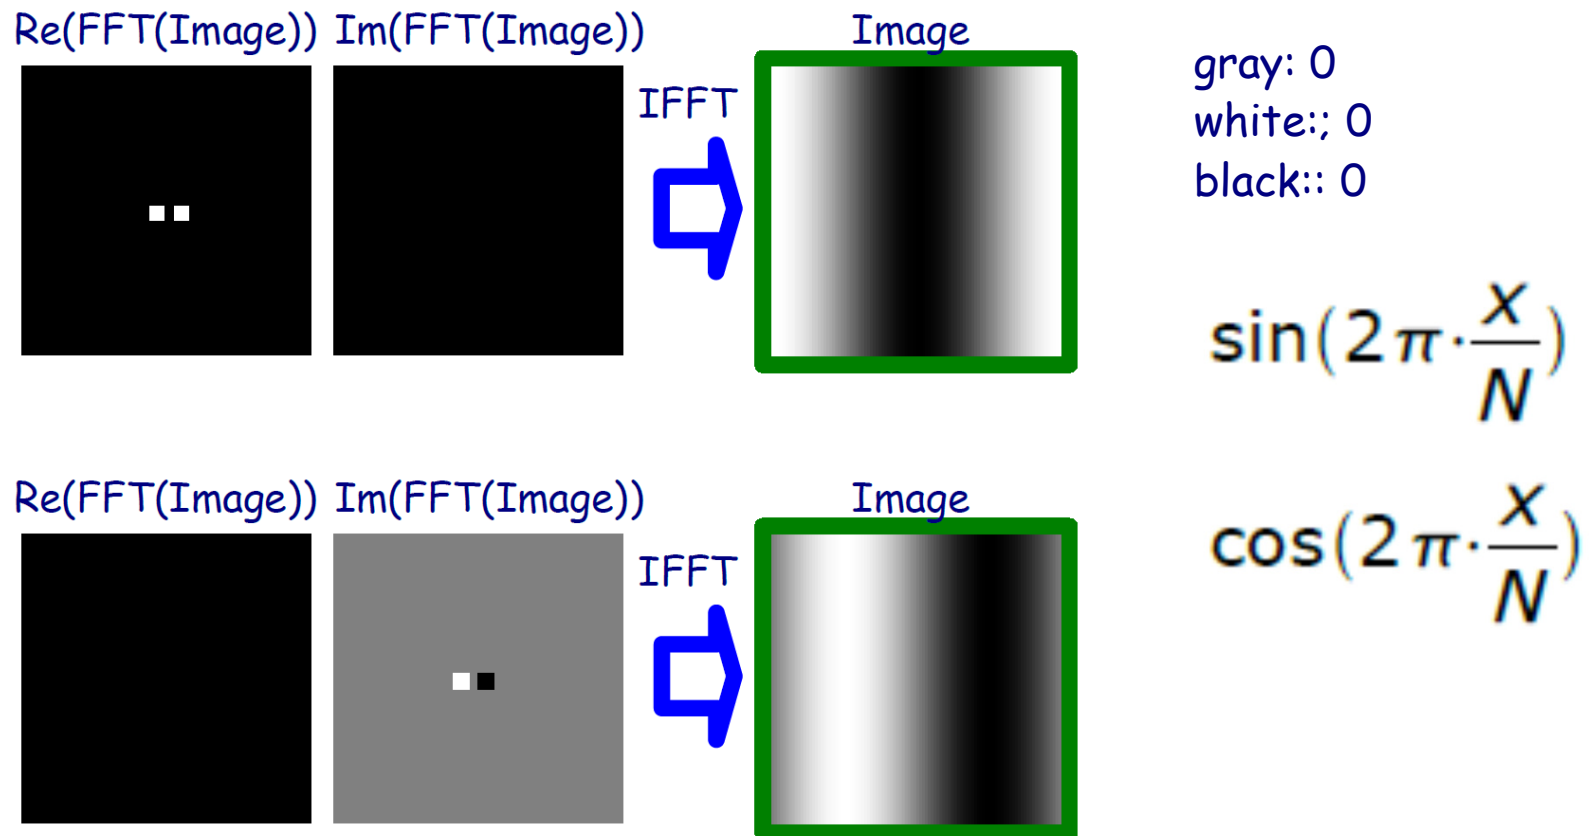 Re(FFT(Image)) Im(FFT(Image)) Image
IFFT
gray: 0
white:; 0
black:: 0
sin(2π·x/N)
Re(FFT(Image)) Im(FFT(Image)) Image
cos(2π·x/N)
IFFT